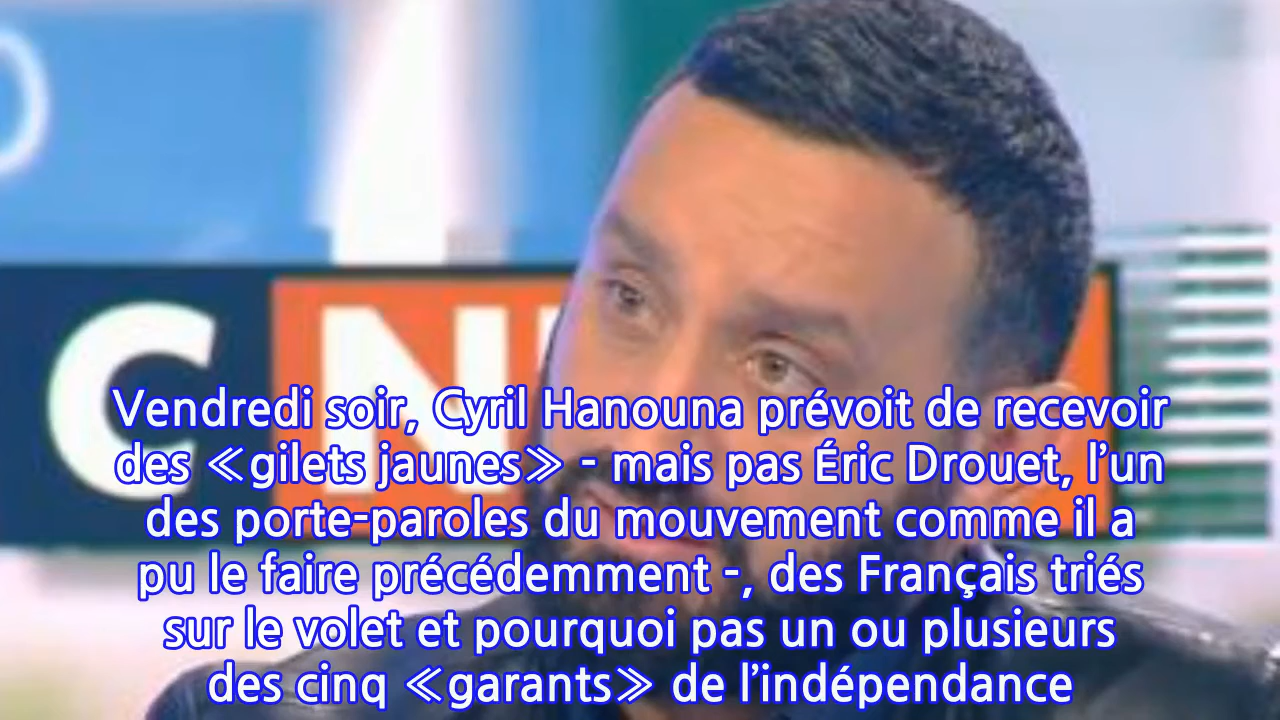 C N
Vendredi soir, Cyril Hanouna prévoit de recevoir
des ≪gilets jaunes≫ - mais pas Éric Drouet, l’un
des porte-paroles du mouvement comme il a
pu le faire précédemment -, des Français triés
sur le volet et pourquoi pas un ou plusieurs
des cinq ≪garants≫ de l’indépendance